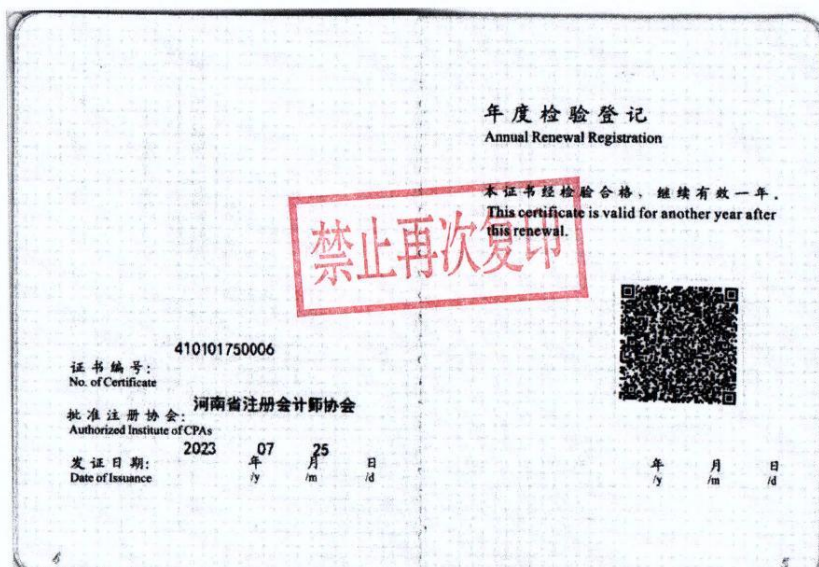 410101750006
证书编号:
No. of Certificate
河南省注册会计师协会
批准注册协会:
Authorized Institute of CPAs
2023 07 25
发证日期: 年 月 日
Date of Issuance /y /m /d
年度检验登记
Annual Renewal Registration
本证书经检验合格,继续有效一年。
This certificate is valid for another year after
this renewal.
禁止再次复印
年 月 日
/y /m /d